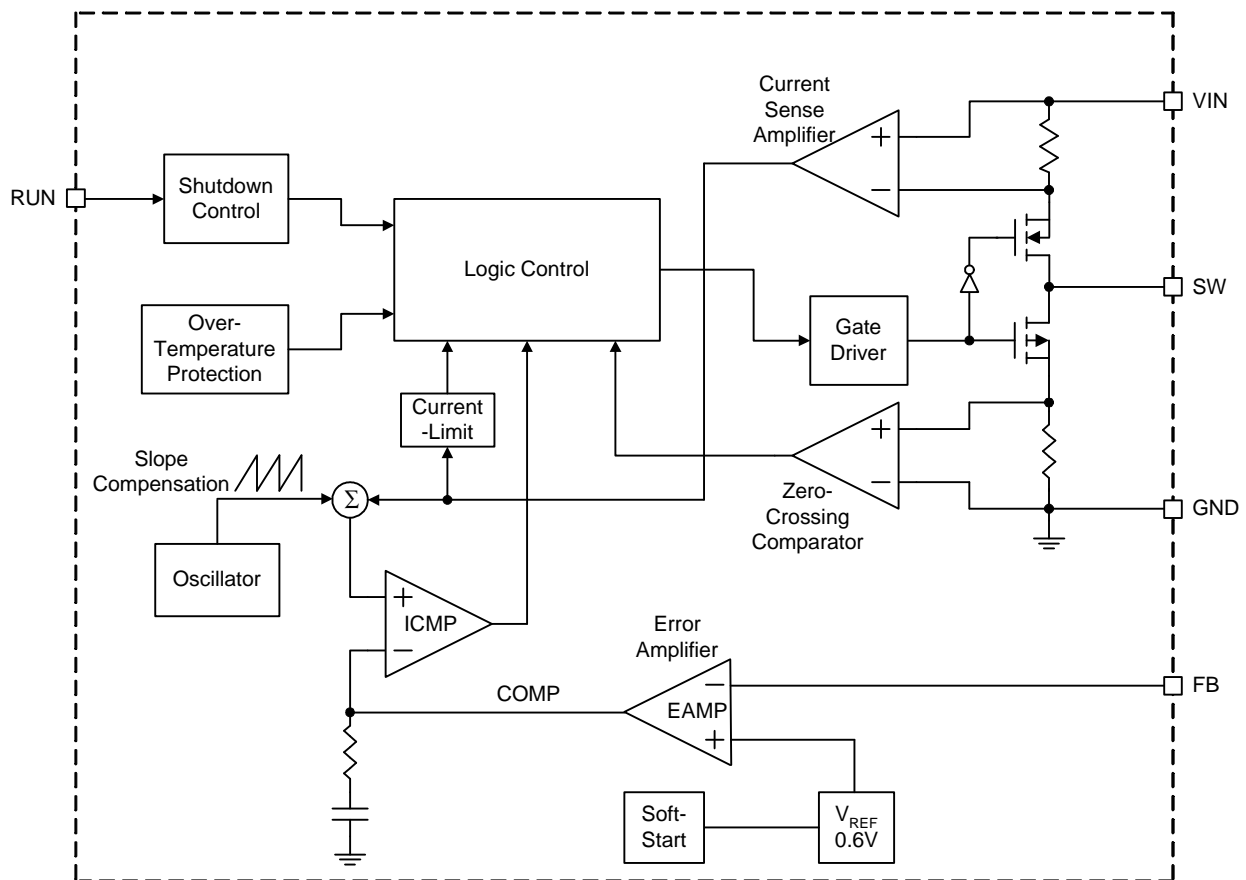 VIN
Current
Sense
Amplifier
+
−
RUN
Shutdown
Control
Logic Control
SW
Over-
Temperature
Protection
Gate
Driver
Current
-Limit
+
−
Slope
Compensation
Σ
Zero-
Crossing
Comparator
GND
Oscillator
+
ICMP
−
Error
Amplifier
COMP
−
EAMP
+
FB
Soft-
Start
VREF
0.6V